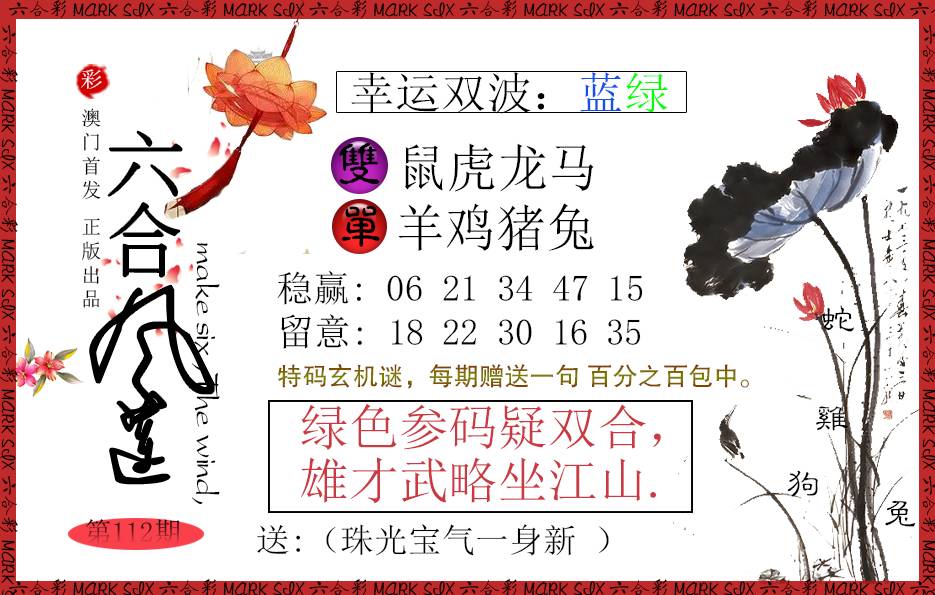 六合彩 MARK SIX 六合彩 MARK SIX 六合彩 MARK SIX 六合彩 MARK SIX 六合彩 MARK SIX 六合彩 MARK SIX 六合彩
彩
澳门首发 正版出品
六合风莲
make six The wind,
第112期
幸运双波：蓝绿
雙 鼠虎龙马
單 羊鸡猪兔
稳赢: 06 21 34 47 15
留意: 18 22 30 16 35
特码玄机谜，每期赠送一句 百分之百包中。
绿色参码疑双合，
雄才武略坐江山.
送:（珠光宝气一身新 ）
蛇
雞
狗
兔